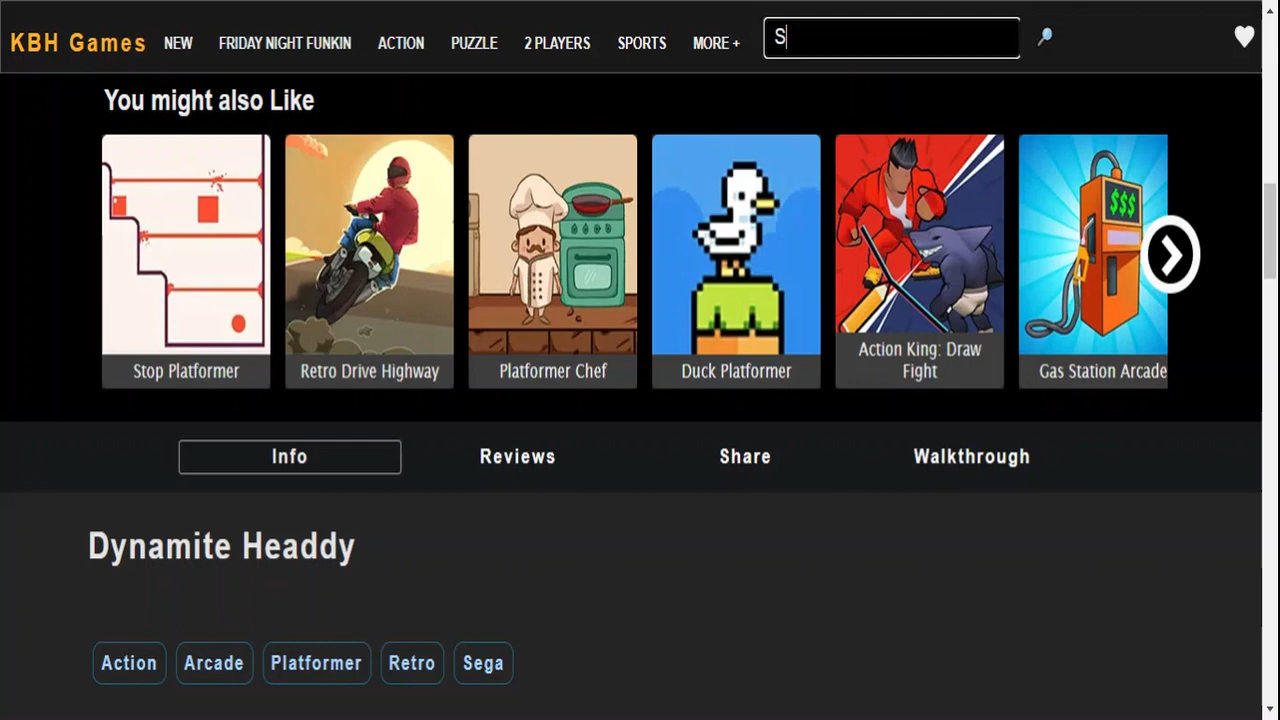 KBH Games NEW FRIDAY NIGHT FUNKIN ACTION PUZZLE 2 PLAYERS SPORTS MORE + S
You might also Like
$$$
Stop Platformer
Retro Drive Highway
Platformer Chef
Duck Platformer
Action King: Draw
Fight
Gas Station Arcade
Info Reviews Share Walkthrough
Dynamite Headdy
Action Arcade Platformer Retro Sega